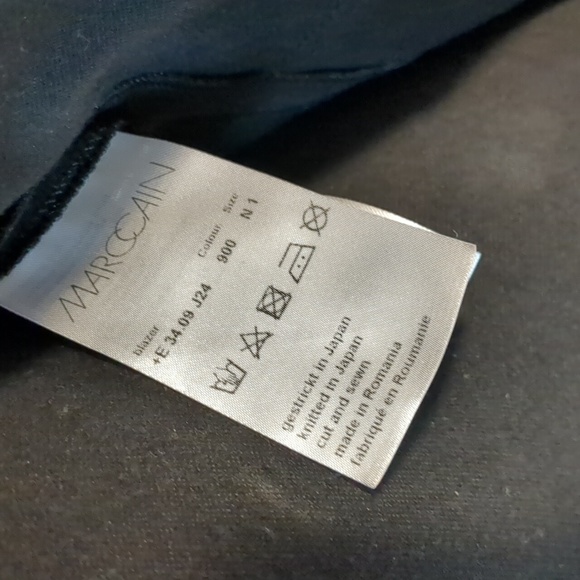 MARCCAIN
blazer
Colour Size
+E 34.09 J24 900 N 1
gestrickt in Japan
knitted in Japan
cut and sewn
made in Romania
fabriqué en Roumanie